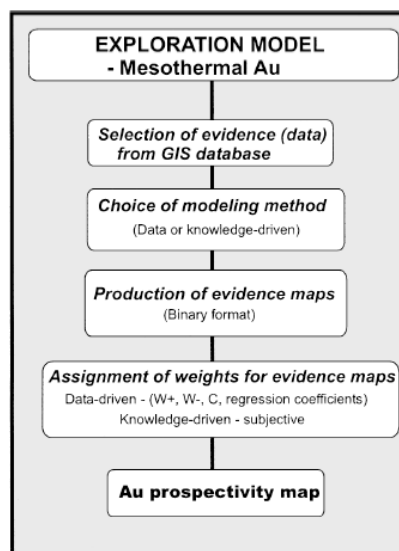 EXPLORATION MODEL
- Mesothermal Au
Selection of evidence (data)
from GIS database
Choice of modeling method
(Data or knowledge-driven)
Production of evidence maps
(Binary format)
Assignment of weights for evidence maps
Data-driven - (W+, W-, C, regression coefficients)
Knowledge-driven - subjective
Au prospectivity map